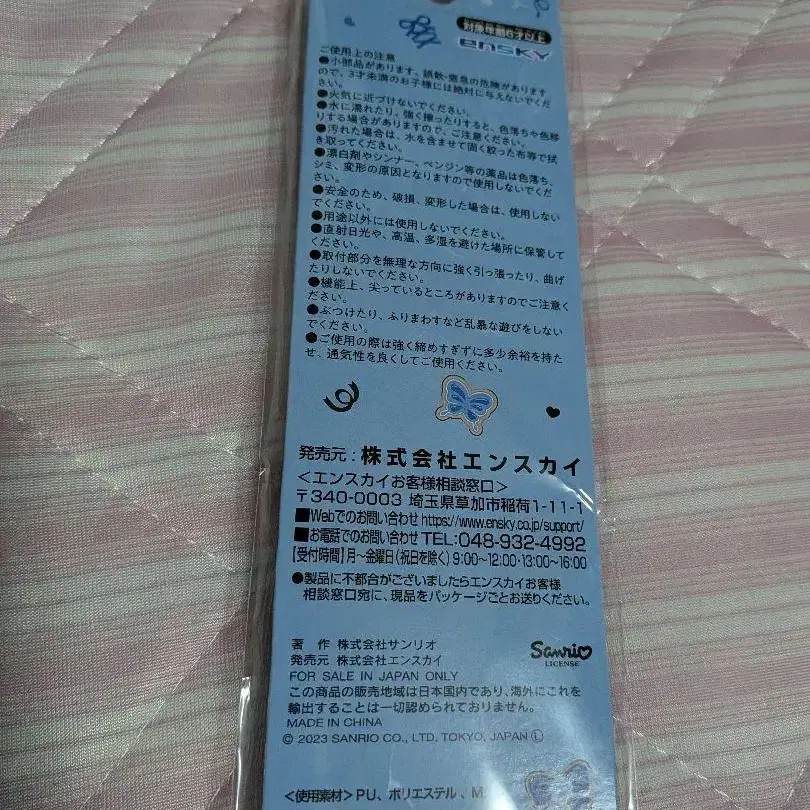 対象年齢6才以上
ensky
ご使用上の注意
●小部品があります、誤飲・窒息の危険があります
ので、3才未満のお子様には絶対に与えないでくだ
さい。
●火気に近づけないでください。
●水に濡れたり、強く擦ったりすると、色落ちや色移
りする場合がありますので、ご注意ください。
●汚れた場合は、水を含ませて固く絞った布等で拭
き取ってください。
●漂白剤やシンナー、ベンジン等の薬品は色落ち、
シミ、変形の原因となりますので使用しないでくだ
さい。
●安全のため、破損、変形した場合は、使用しない
でください。
●用途以外には使用しないでください。
●直射日光や、高温、多湿を避けた場所に保管して
ください。
●取付部分を無理な方向に強く引っ張ったり、曲げ
たりしないでください。
●機能上、尖っているところがありますのでご注意く
ださい。
●ぶつけたり、ふりまわすなど乱暴な遊びをしない
でください。
●ご使用の際は強く締めすぎずに多少余裕を持た
せ、通気性を良くしてご使用ください。
発売元：株式会社エンスカイ
＜エンスカイお客様相談窓口＞
〒340-0003 埼玉県草加市稲荷1-11-1
■Webでのお問い合わせ https://www.ensky.co.jp/support/
■お電話でのお問い合わせ TEL:048-932-4992
【受付時間】月～金曜日（祝日を除く）9:00～12:00・13:00～16:00
●製品に不都合がございましたらエンスカイお客様
相談窓口宛に、現品をパッケージごとお送りください。
著　作 株式会社サンリオ
発売元 株式会社エンスカイ
Sanrio
LICENSE
FOR SALE IN JAPAN ONLY
この商品の販売地域は日本国内であり、海外にこれを
輸出することは一切認められておりません。
MADE IN CHINA
© 2023 SANRIO CO., LTD. TOKYO, JAPAN Ⓛ
＜使用素材＞PU、ポリエステル、M